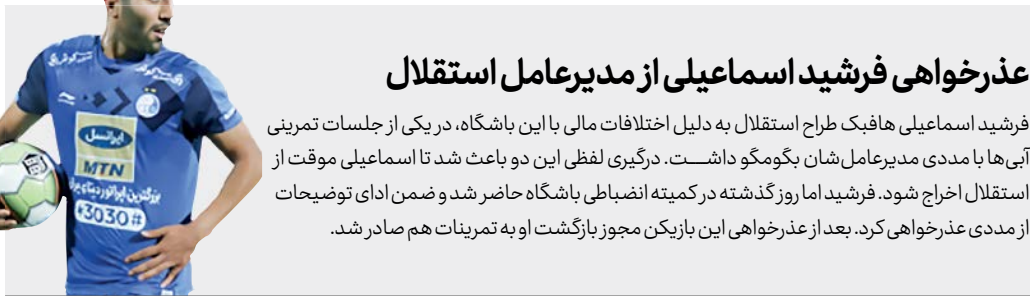 عذرخواهی فرشید اسماعیلی از مدیرعامل استقلال
فرشید اسماعیلی هافبک طراح استقلال به دلیل اختلافات مالی با این باشگاه، در یکی از جلسات تمرینی
آبی‌ها با مددی مدیرعامل‌شان بگومگو داشـــت. درگیری لفظی این دو باعث شد تا اسماعیلی موقت از
استقلال اخراج شود. فرشید اما روز گذشته در کمیته انضباطی باشگاه حاضر شد و ضمن ادای توضیحات
از مددی عذرخواهی کرد. بعد از عذرخواهی این بازیکن مجوز بازگشت او به تمرینات هم صادر شد.
ایرانسل
MTN
بزرگترین اپراتور دیتای
#3030#